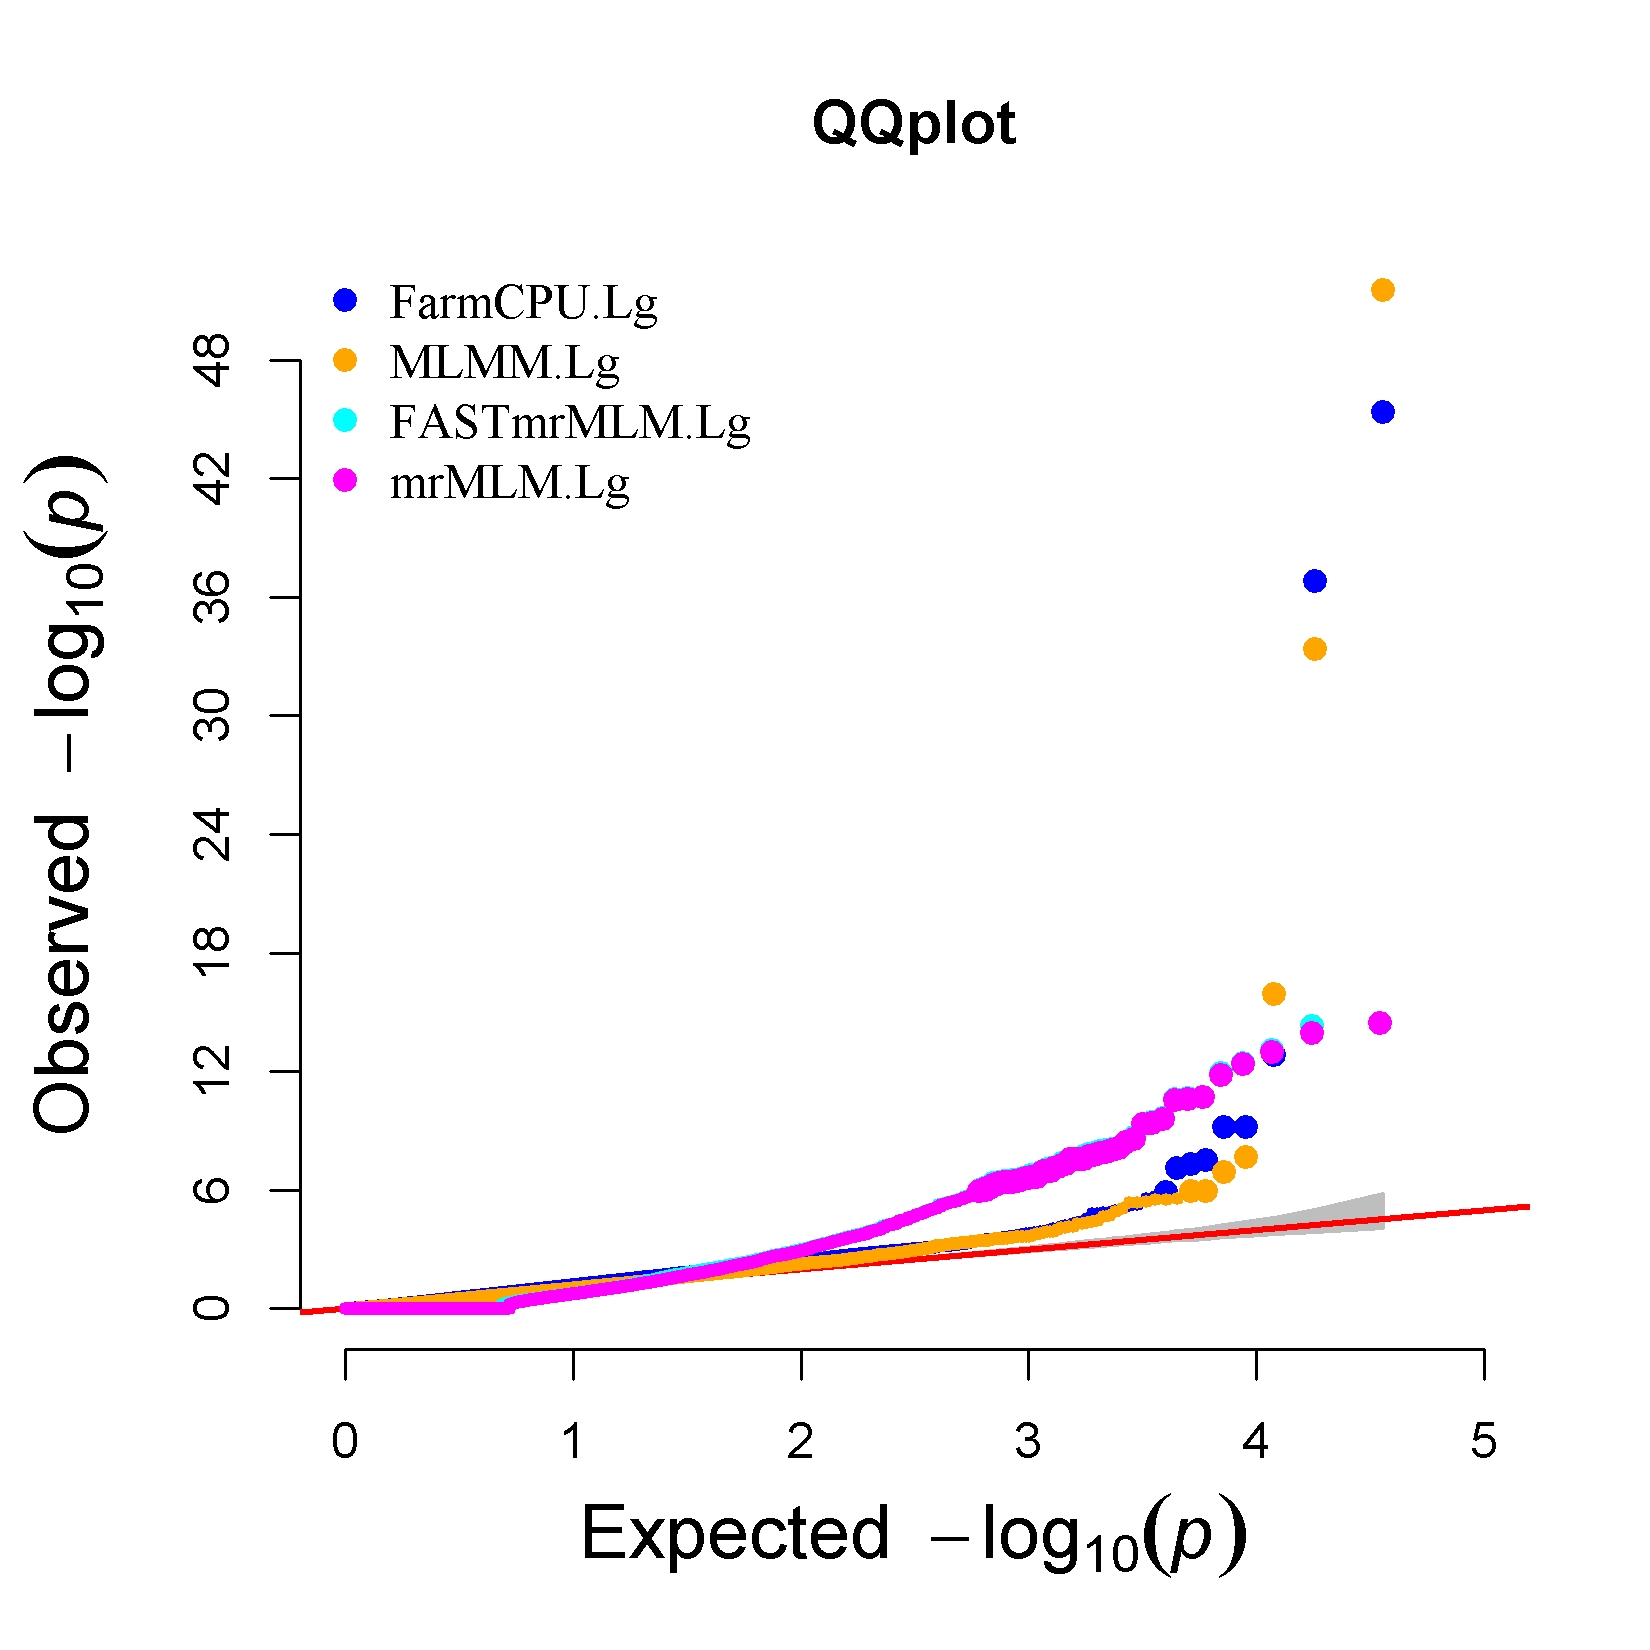 QQplot
FarmCPU.Lg
MLMM.Lg
FASTmrMLM.Lg
mrMLM.Lg
Observed −log10(p)
48
42
36
30
24
18
12
6
0
0 1 2 3 4 5
Expected −log10(p)